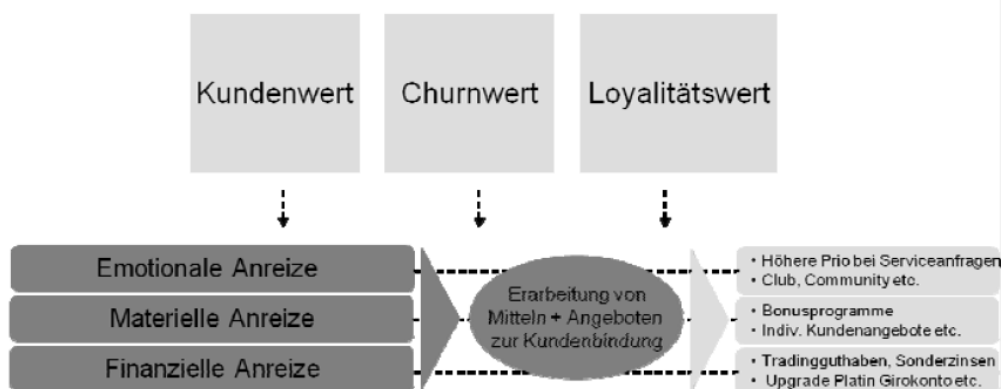 Kundenwert
Churnwert
Loyalitätswert
Emotionale Anreize
Materielle Anreize
Finanzielle Anreize
Erarbeitung von
Mitteln + Angeboten
zur Kundenbindung
• Höhere Prio bei Serviceanfragen
• Club, Community etc.
• Bonusprogramme
• Indiv. Kundenangebote etc.
• Tradingguthaben, Sonderzinsen
• Upgrade Platin Girokonto etc.